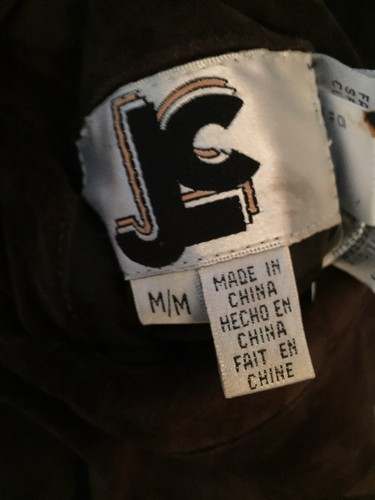 JC
M/M
MADE IN
CHINA
HECHO EN
CHINA
FAIT EN
CHINE